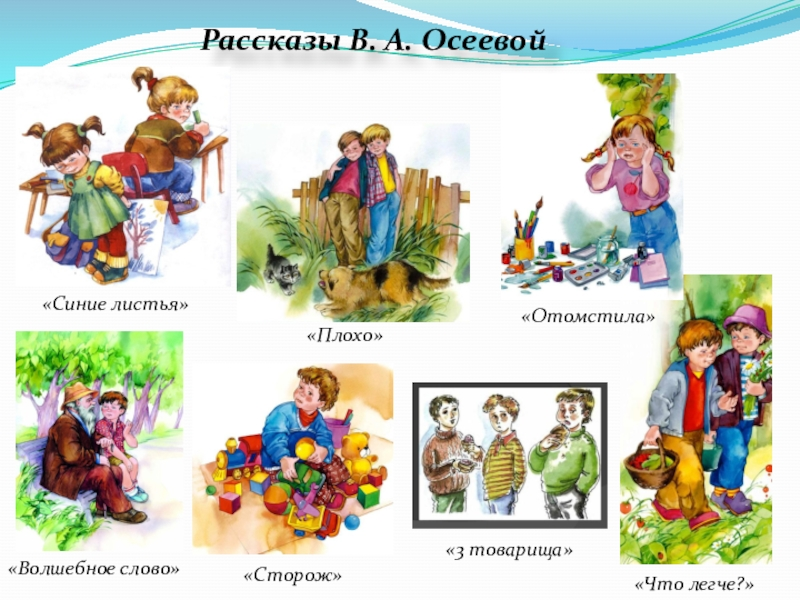 Рассказы В. А. Осеевой
«Синие листья»
«Плохо»
«Отомстила»
«Волшебное слово»
«Сторож»
«3 товарища»
«Что легче?»